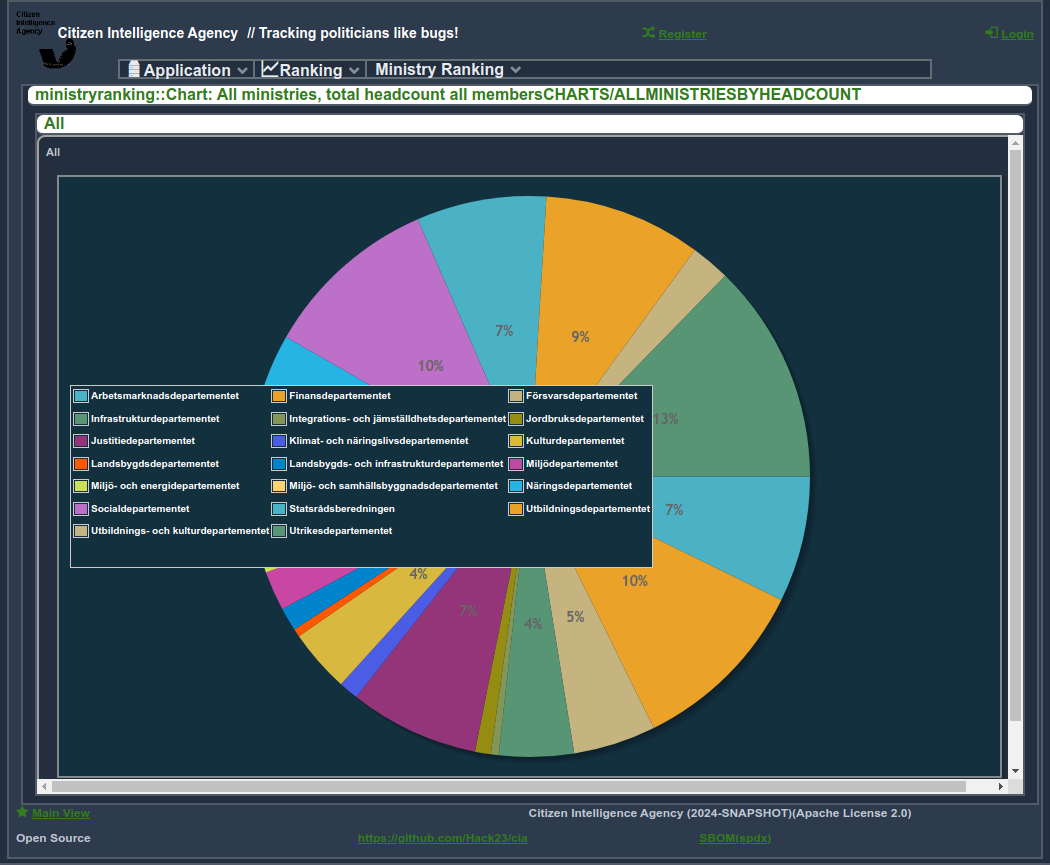 Citizen
Intelligence
Agency
Citizen Intelligence Agency // Tracking politicians like bugs!
Register
Login
Application
Ranking
Ministry Ranking
ministryranking::Chart: All ministries, total headcount all membersCHARTS/ALLMINISTRIESBYHEADCOUNT
All
All
7%
9%
10%
13%
Arbetsmarknadsdepartementet Finansdepartementet Försvarsdepartementet
Infrastrukturdepartementet Integrations- och jämställdhetsdepartementet Jordbruksdepartementet
Justitiedepartementet Klimat- och näringslivsdepartementet Kulturdepartementet
Landsbygdsdepartementet Landsbygds- och infrastrukturdepartementet Miljödepartementet
Miljö- och energidepartementet Miljö- och samhällsbyggnadsdepartementet Näringsdepartementet
Socialdepartementet Statsrådsberedningen Utbildningsdepartementet
Utbildnings- och kulturdepartementet Utrikesdepartementet
7%
4%
10%
7%
4%
5%
Main View
Citizen Intelligence Agency (2024-SNAPSHOT)(Apache License 2.0)
Open Source
https://github.com/Hack23/cia
SBOM(spdx)